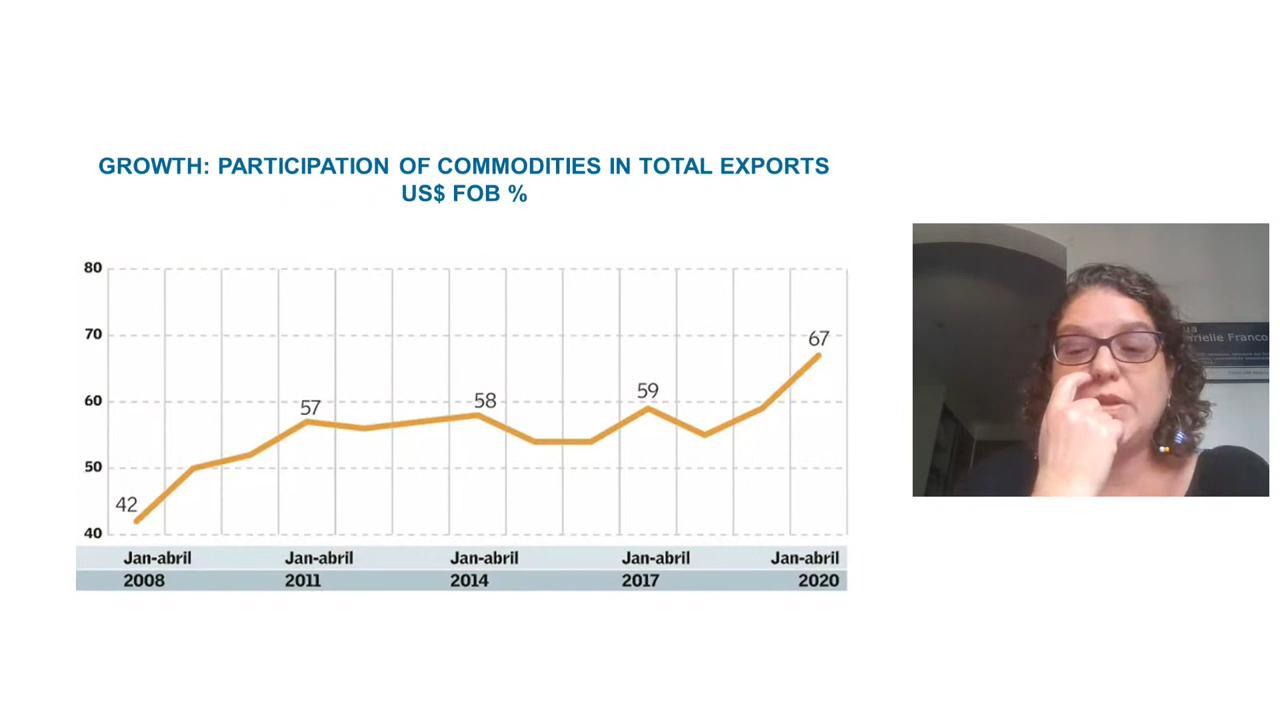 GROWTH: PARTICIPATION OF COMMODITIES IN TOTAL EXPORTS
US$ FOB %
80
70
60
50
40
42
57
58
59
67
Jan-abril Jan-abril Jan-abril Jan-abril Jan-abril
2008 2011 2014 2017 2020
Franco